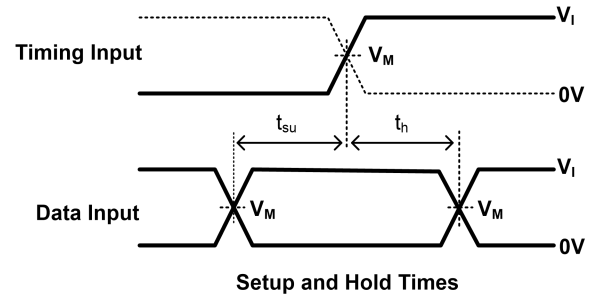 V_I
Timing Input
V_M
0V
t_su
t_h
V_I
Data Input
V_M
V_M
0V
Setup and Hold Times